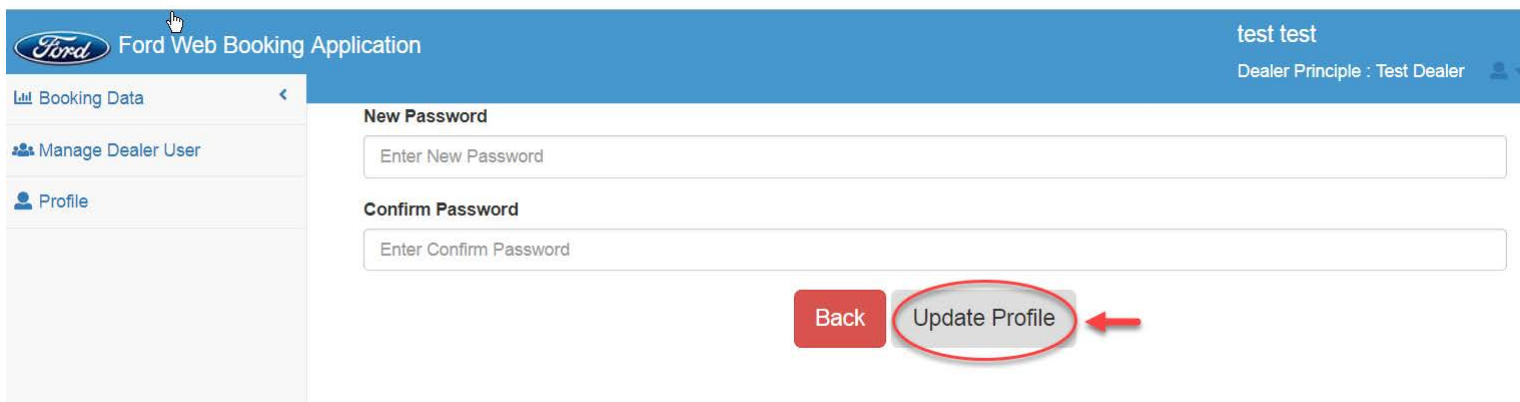 Ford
Ford Web Booking Application
test test
Dealer Principle : Test Dealer
Booking Data
Manage Dealer User
Profile
New Password
Enter New Password
Confirm Password
Enter Confirm Password
Back
Update Profile